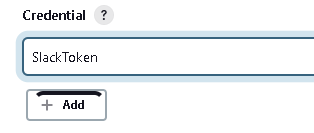 Credential ?
SlackToken
+ Add